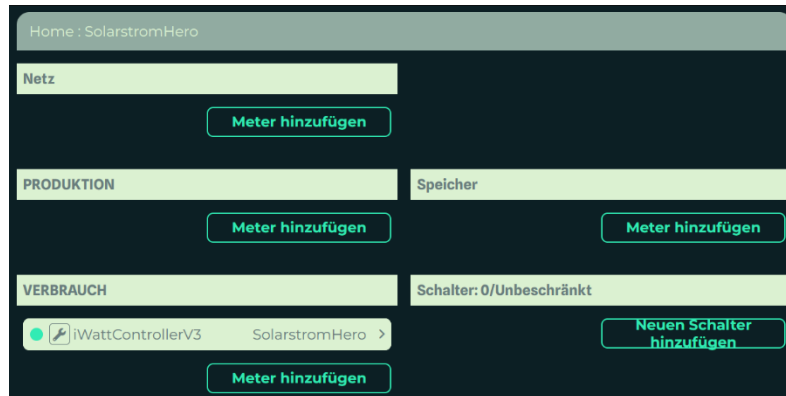 Home : SolarstromHero
Netz
Meter hinzufügen
PRODUKTION
Meter hinzufügen
Speicher
Meter hinzufügen
VERBRAUCH
iWattControllerV3 SolarstromHero >
Meter hinzufügen
Schalter: 0/Unbeschränkt
Neuen Schalter
hinzufügen